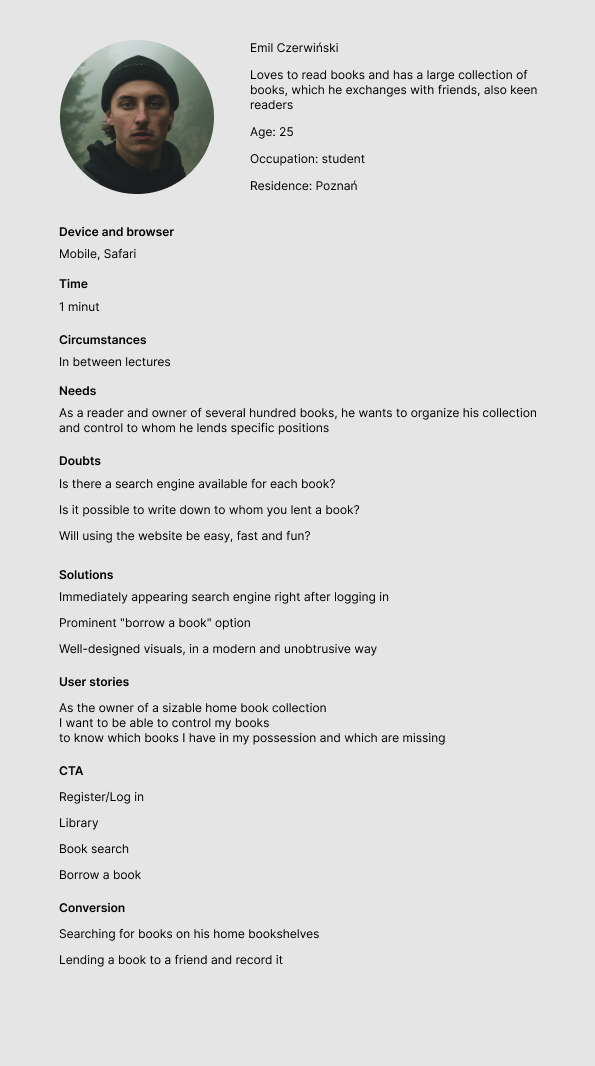 Emil Czerwiński
Loves to read books and has a large collection of
books, which he exchanges with friends, also keen
readers
Age: 25
Occupation: student
Residence: Poznań
Device and browser
Mobile, Safari
Time
1 minut
Circumstances
In between lectures
Needs
As a reader and owner of several hundred books, he wants to organize his collection
and control to whom he lends specific positions
Doubts
Is there a search engine available for each book?
Is it possible to write down to whom you lent a book?
Will using the website be easy, fast and fun?
Solutions
Immediately appearing search engine right after logging in
Prominent "borrow a book" option
Well-designed visuals, in a modern and unobtrusive way
User stories
As the owner of a sizable home book collection
I want to be able to control my books
to know which books I have in my possession and which are missing
CTA
Register/Log in
Library
Book search
Borrow a book
Conversion
Searching for books on his home bookshelves
Lending a book to a friend and record it